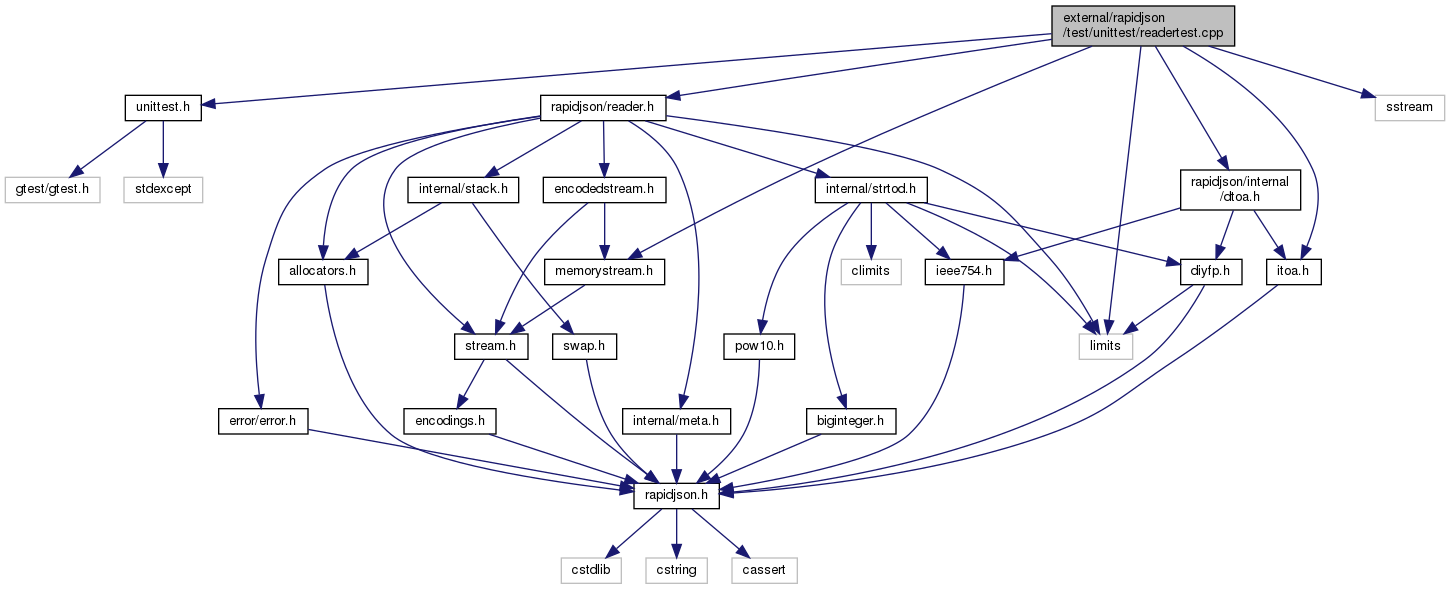 external/rapidjson
/test/unittest/readertest.cpp
unittest.h
rapidjson/reader.h
sstream
gtest/gtest.h
stdexcept
internal/stack.h
encodedstream.h
internal/strtod.h
rapidjson/internal
/dtoa.h
allocators.h
memorystream.h
climits
ieee754.h
diyfp.h
itoa.h
stream.h
swap.h
pow10.h
limits
error/error.h
encodings.h
internal/meta.h
biginteger.h
rapidjson.h
cstdlib
cstring
cassert